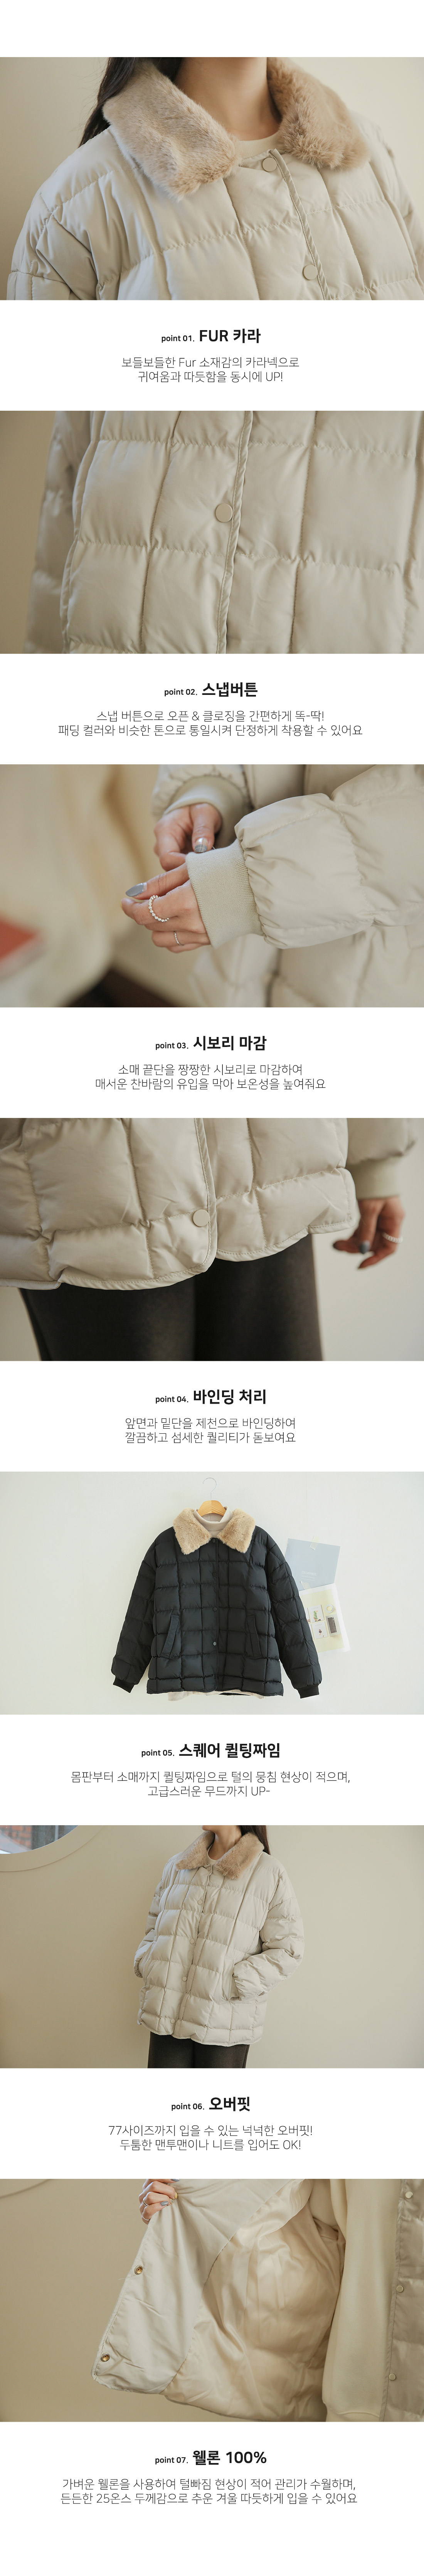 point 01. FUR 카라
보들보들한 Fur 소재감의 카라넥으로
귀여움과 따듯함을 동시에 UP!
point 02. 스냅버튼
스냅 버튼으로 오픈 & 클로징을 간편하게 똑-딱!
패딩 컬러와 비슷한 톤으로 통일시켜 단정하게 착용할 수 있어요
point 03. 시보리 마감
소매 끝단을 짱짱한 시보리로 마감하여
매서운 찬바람의 유입을 막아 보온성을 높여줘요
point 04. 바인딩 처리
앞면과 밑단을 제천으로 바인딩하여
깔끔하고 섬세한 퀄리티가 돋보여요
point 05. 스퀘어 퀼팅짜임
몸판부터 소매까지 퀼팅짜임으로 털의 뭉침 현상이 적으며,
고급스러운 무드까지 UP-
point 06. 오버핏
77사이즈까지 입을 수 있는 넉넉한 오버핏!
두툼한 맨투맨이나 니트를 입어도 OK!
point 07. 웰론 100%
가벼운 웰론을 사용하여 털빠짐 현상이 적어 관리가 수월하며,
든든한 25온스 두께감으로 추운 겨울 따듯하게 입을 수 있어요